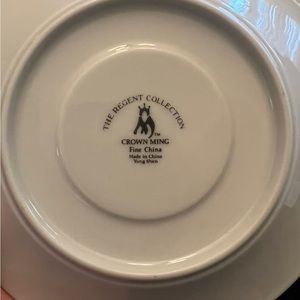 THE REGENT COLLECTION
TM
CROWN MING
Fine China
Made in China
Yung Shen